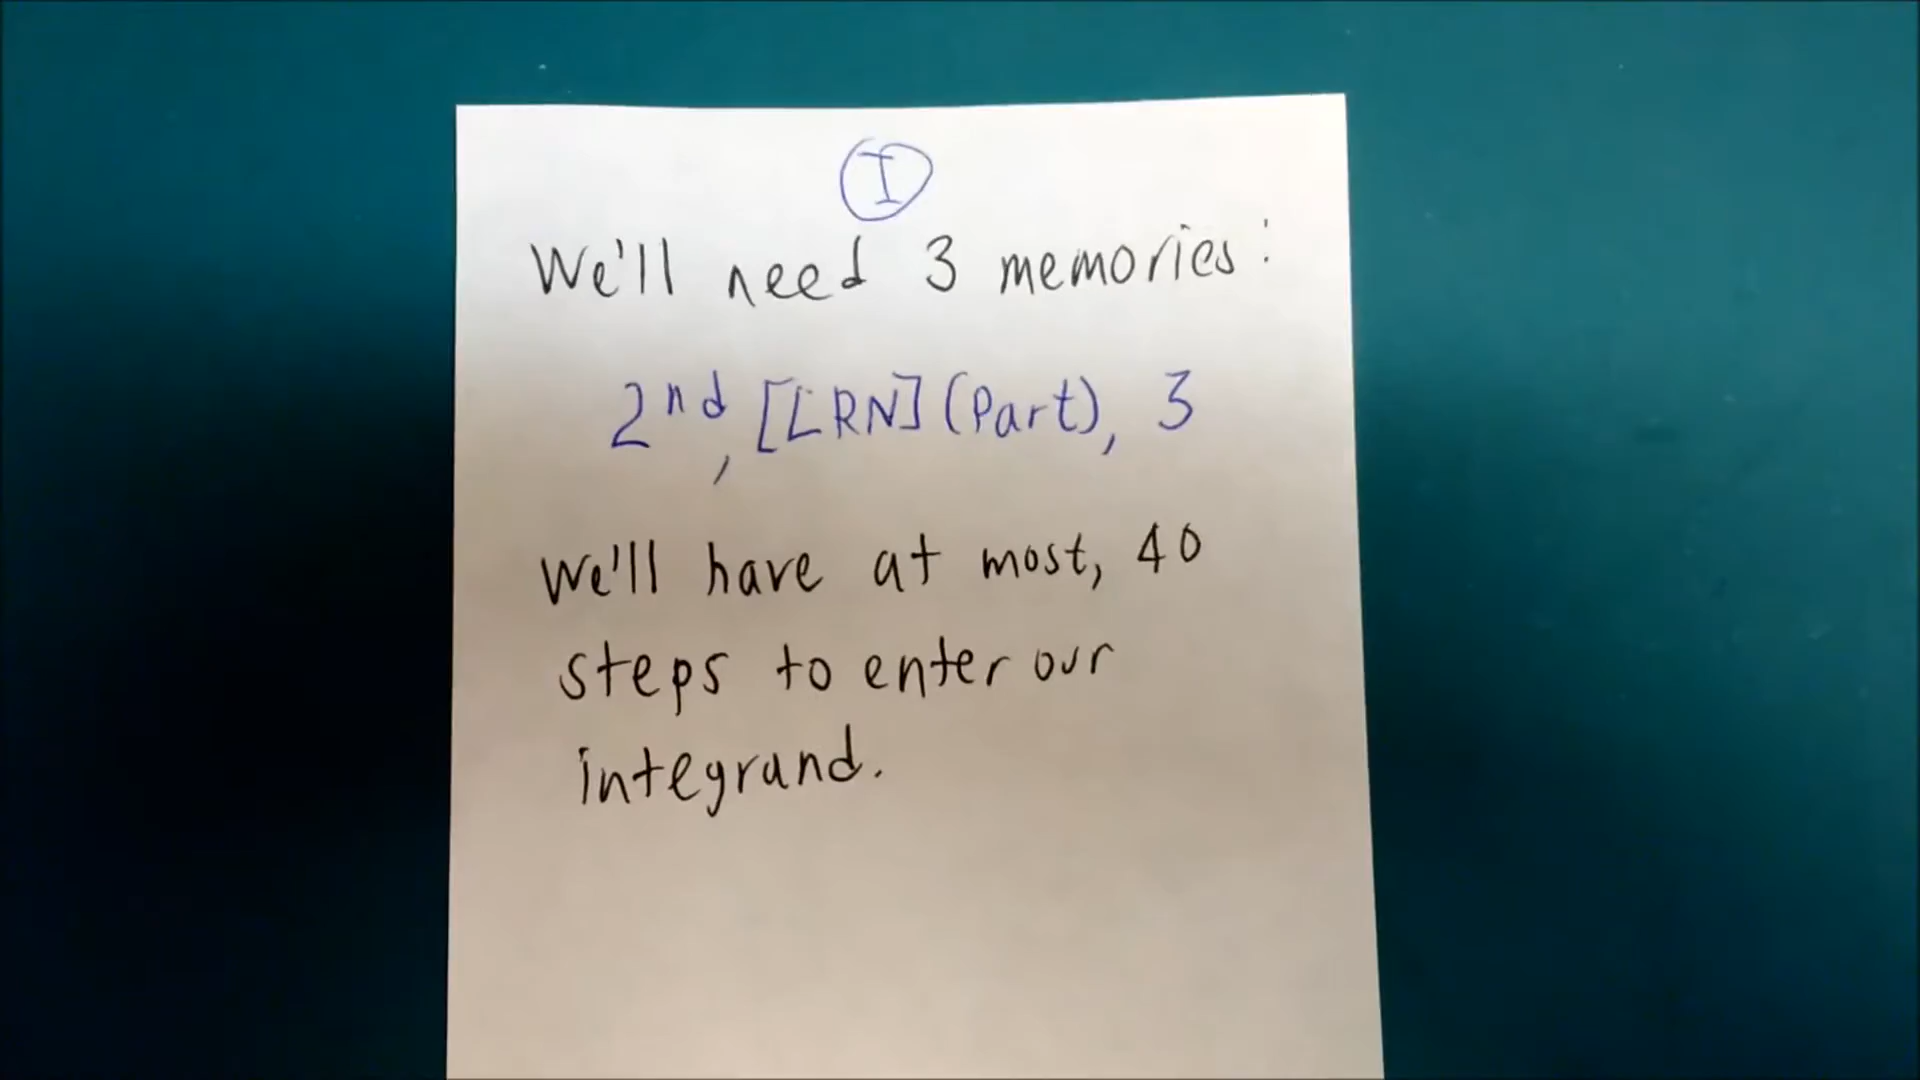 I
We'll need 3 memories:
2nd, [LRN] (Part), 3
We'll have at most, 40
steps to enter our
integrand.